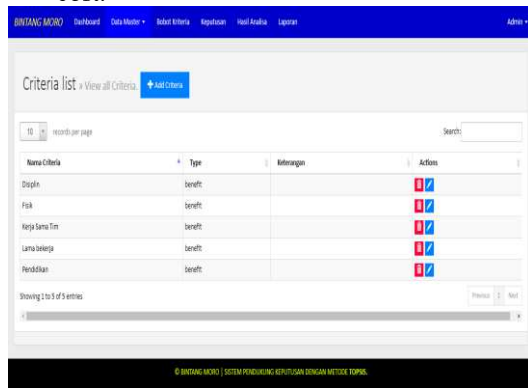 BINTANG MORO Dashboard Data Master Bobot Kriteria Keputusan Hasil Analisa Laporan Admin
Criteria list » View all Criteria. + Add Criteria
10 records per page Search:
Nama Criteria Type Keterangan Actions
Disiplin benefit
Fisik benefit
Kerja Sama Tim benefit
Lama bekerja benefit
Pendidikan benefit
Showing 1 to 5 of 5 entries Previous 1 Next
© BINTANG MORO | SISTEM PENDUKUNG KEPUTUSAN DENGAN METODE TOPSIS.